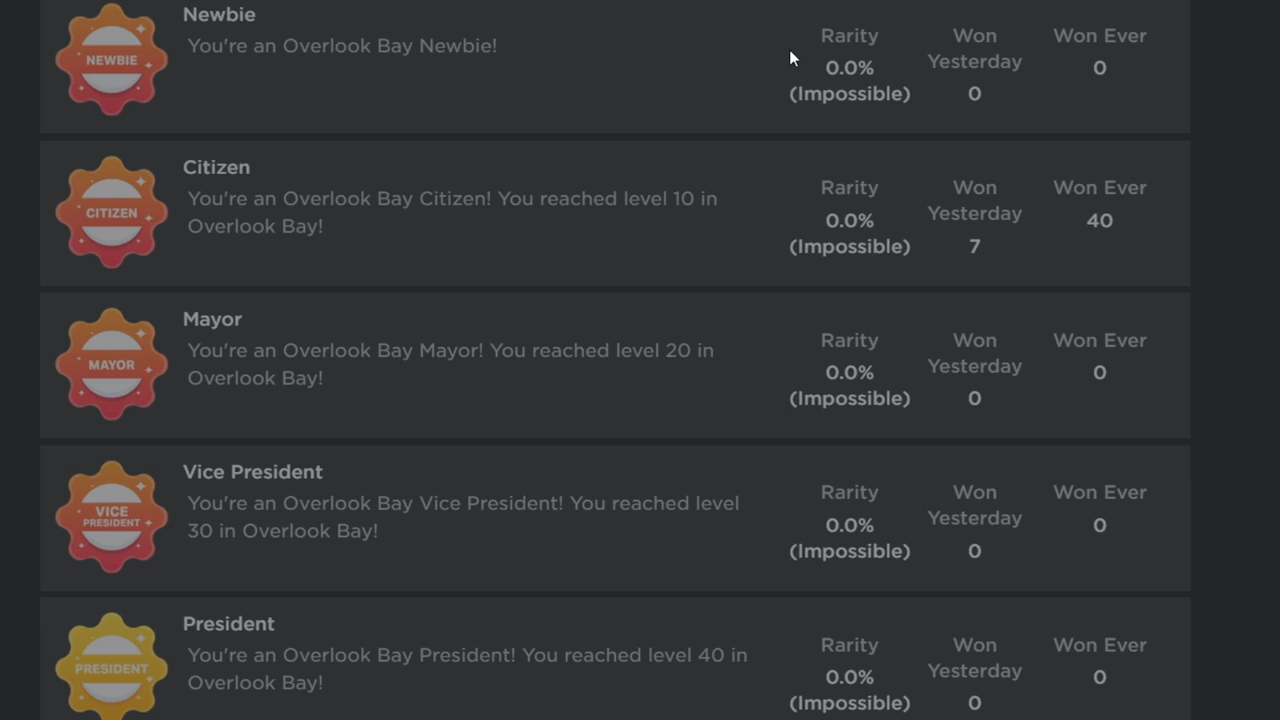 Newbie
NEWBIE
You're an Overlook Bay Newbie!
Rarity
0.0%
(Impossible)
Won
Yesterday
0
Won Ever
0
Citizen
CITIZEN
You're an Overlook Bay Citizen! You reached level 10 in
Overlook Bay!
Rarity
0.0%
(Impossible)
Won
Yesterday
7
Won Ever
40
Mayor
MAYOR
You're an Overlook Bay Mayor! You reached level 20 in
Overlook Bay!
Rarity
0.0%
(Impossible)
Won
Yesterday
0
Won Ever
0
Vice President
VICE
PRESIDENT
You're an Overlook Bay Vice President! You reached level
30 in Overlook Bay!
Rarity
0.0%
(Impossible)
Won
Yesterday
0
Won Ever
0
President
PRESIDENT
You're an Overlook Bay President! You reached level 40 in
Overlook Bay!
Rarity
0.0%
(Impossible)
Won
Yesterday
0
Won Ever
0